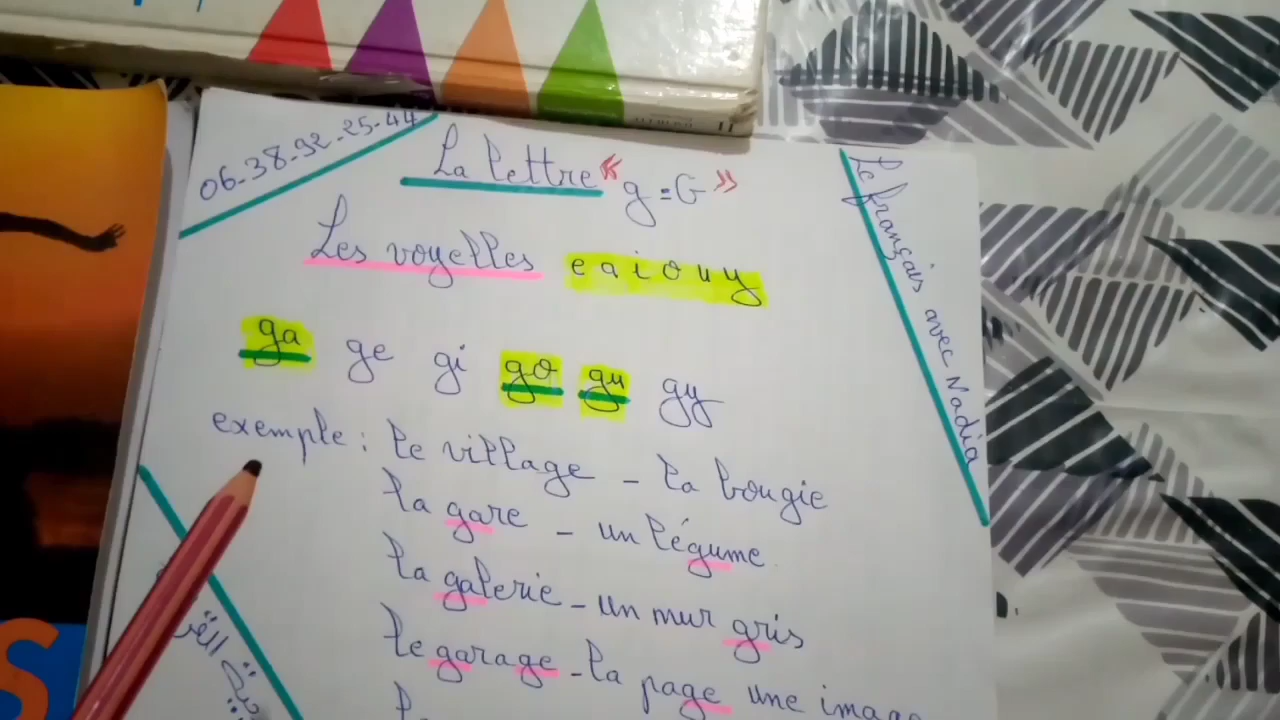 06-38-92-25-44
La lettre « g=G »
Le français avec Nadia
Les voyelles e a i o u y
ga ge gi go gu gy
exemple : le village - la bougie
la gare - un légume
la galerie - un mur gris
le garage - la page une image